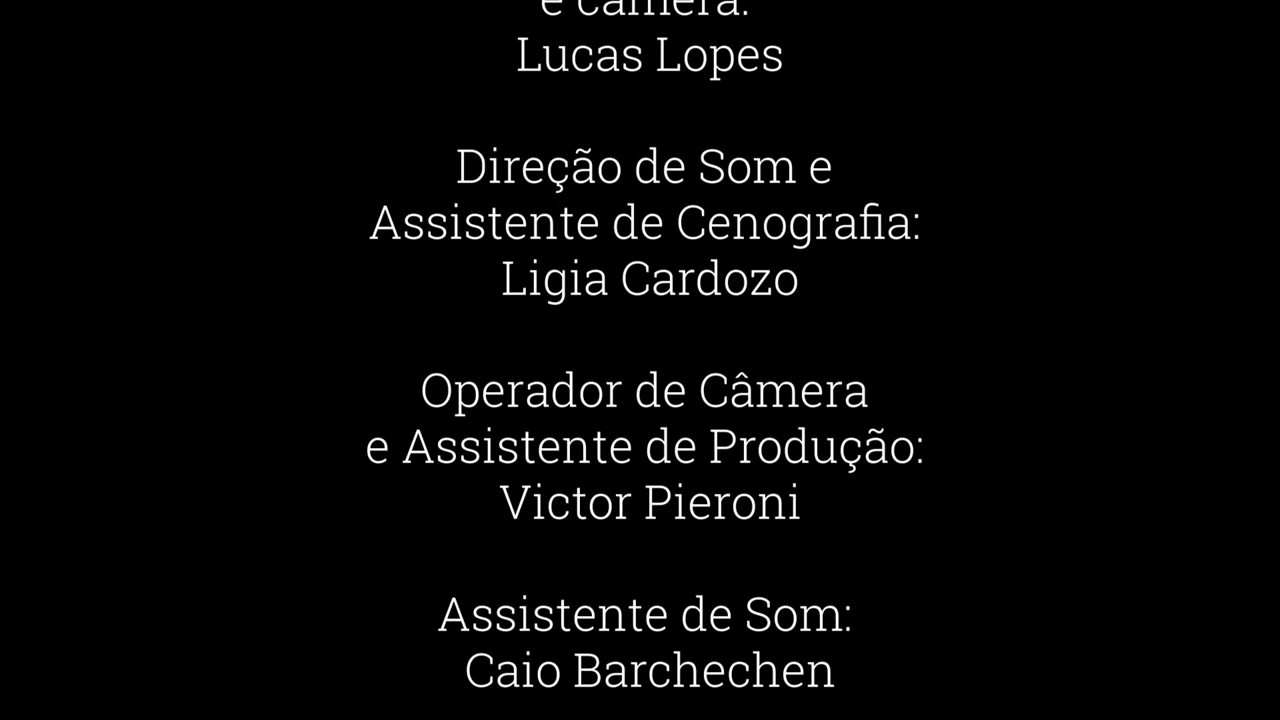 e câmera:
Lucas Lopes
Direção de Som e
Assistente de Cenografia:
Ligia Cardozo
Operador de Câmera
e Assistente de Produção:
Victor Pieroni
Assistente de Som:
Caio Barchechen